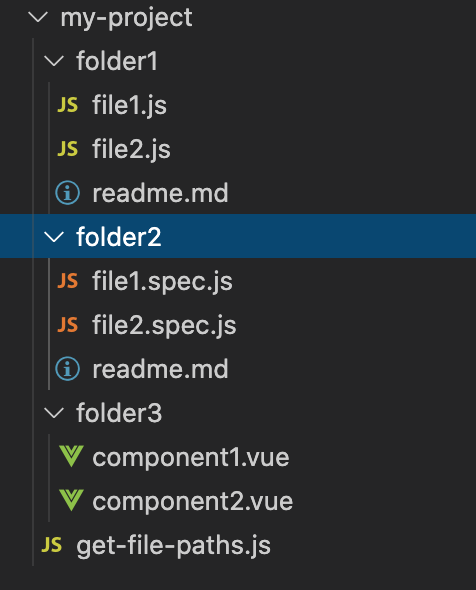 my-project
folder1
JS file1.js
JS file2.js
readme.md
folder2
JS file1.spec.js
JS file2.spec.js
readme.md
folder3
component1.vue
component2.vue
JS get-file-paths.js